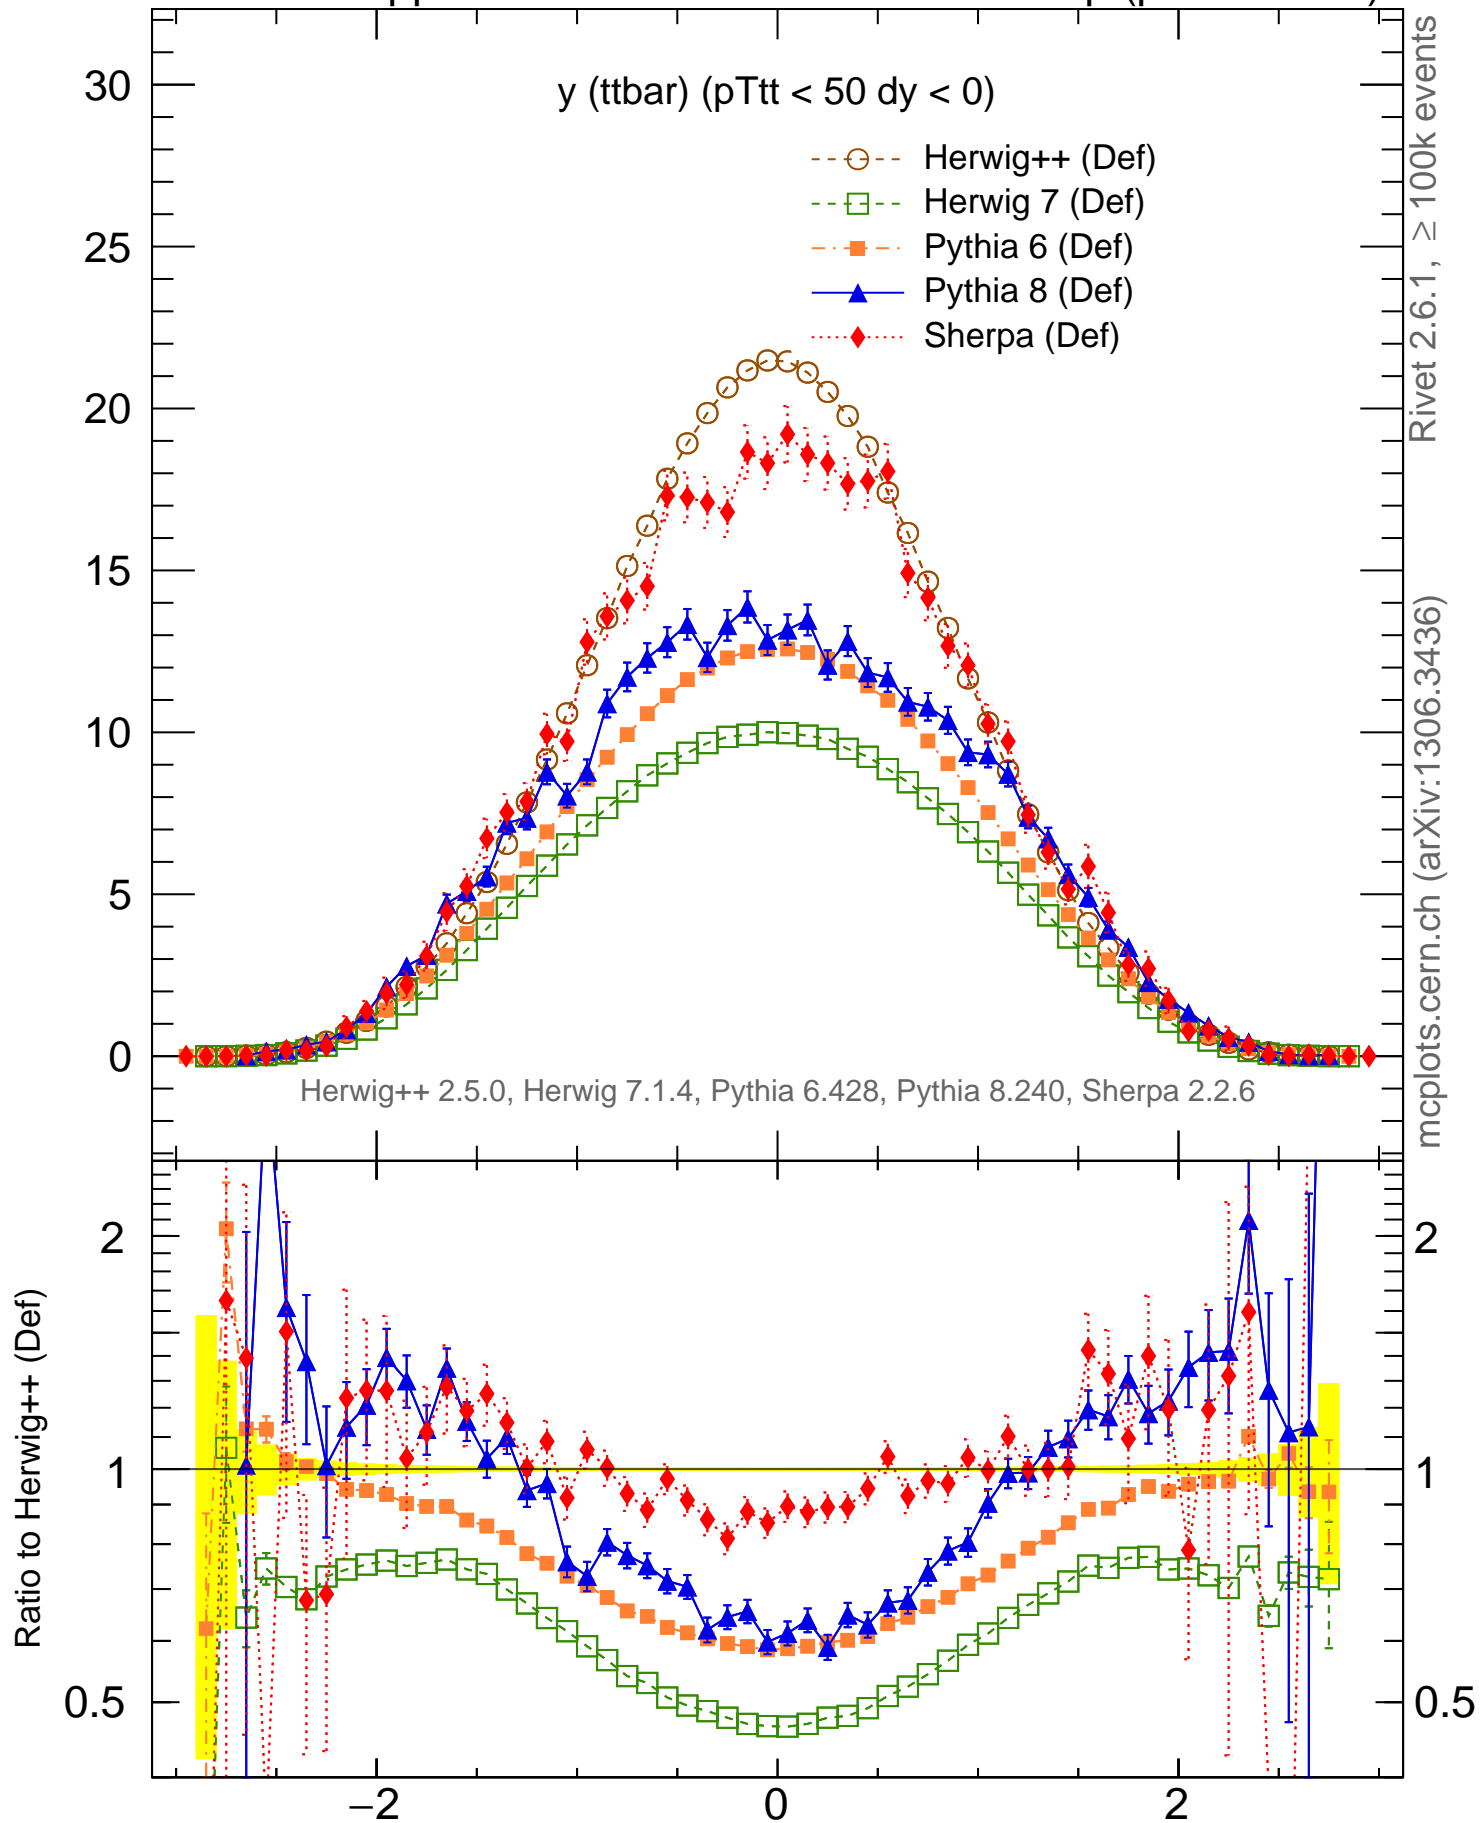 y (ttbar) (pTtt < 50 dy < 0)
Herwig++ (Def)
Herwig 7 (Def)
Pythia 6 (Def)
Pythia 8 (Def)
Sherpa (Def)
30
25
20
15
10
5
0
Herwig++ 2.5.0, Herwig 7.1.4, Pythia 6.428, Pythia 8.240, Sherpa 2.2.6
Rivet 2.6.1, ≥ 100k events
mcplots.cern.ch (arXiv:1306.3436)
Ratio to Herwig++ (Def)
2
1
0.5
2
1
0.5
−2
0
2